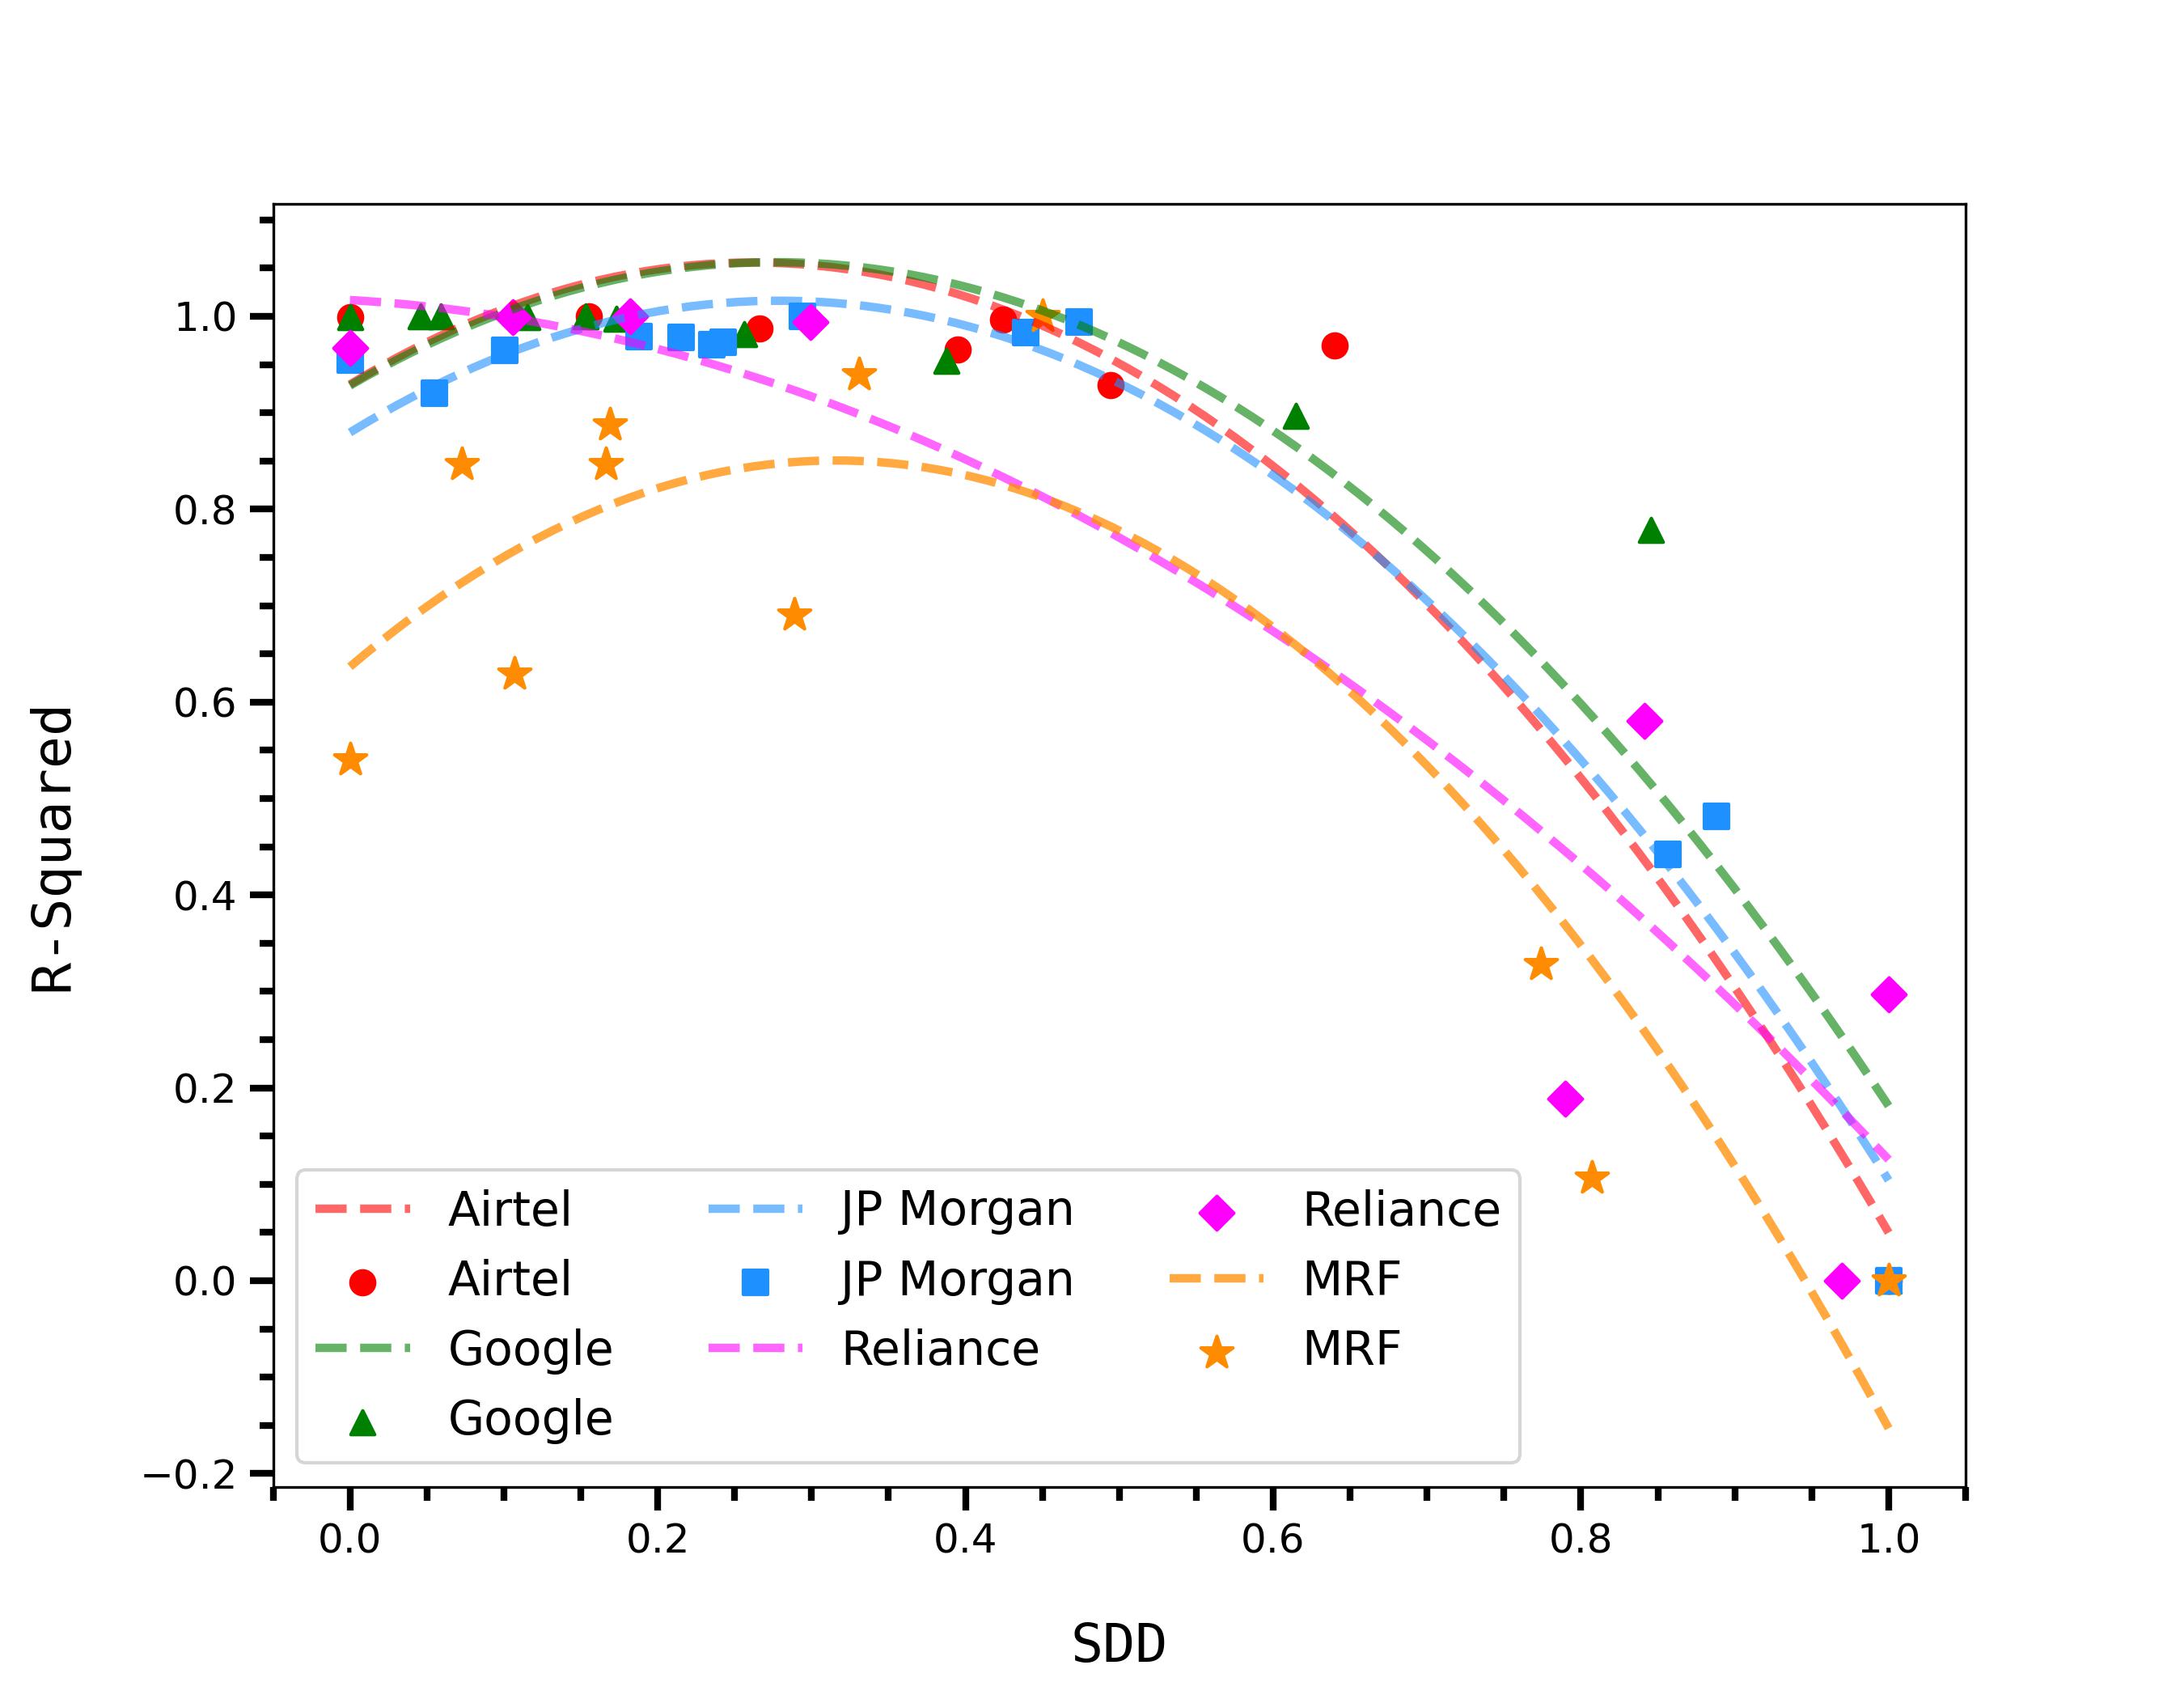 1.0
0.8
0.6
0.4
0.2
0.0
−0.2
R-Squared
Airtel JP Morgan Reliance
Airtel JP Morgan MRF
Google Reliance MRF
Google
0.0 0.2 0.4 0.6 0.8 1.0
SDD